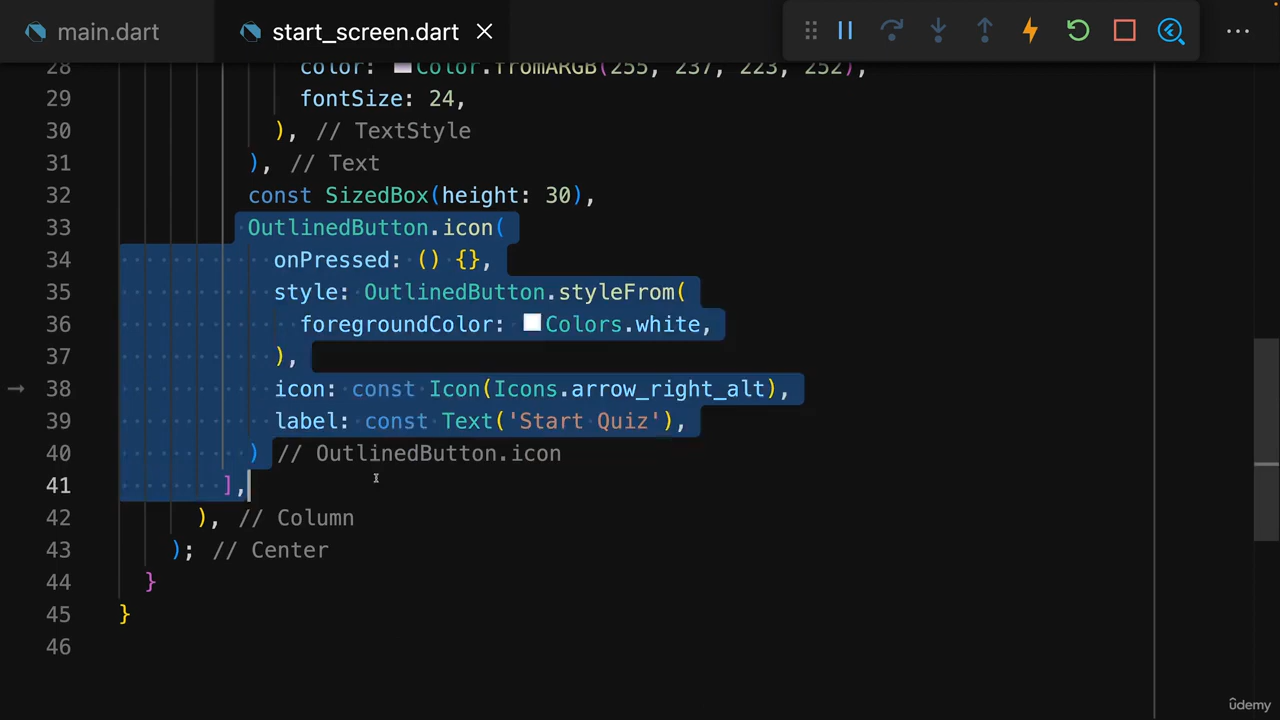 main.dart
start_screen.dart
28 color: Color.fromARGB(255, 237, 223, 252),
29 fontSize: 24,
30 ), // TextStyle
31 ), // Text
32 const SizedBox(height: 30),
33 OutlinedButton.icon(
34 onPressed: () {},
35 style: OutlinedButton.styleFrom(
36 foregroundColor: Colors.white,
37 ),
38 icon: const Icon(Icons.arrow_right_alt),
39 label: const Text('Start Quiz'),
40 ) // OutlinedButton.icon
41 ],
42 ), // Column
43 ); // Center
44 }
45 }
46
ûdemy